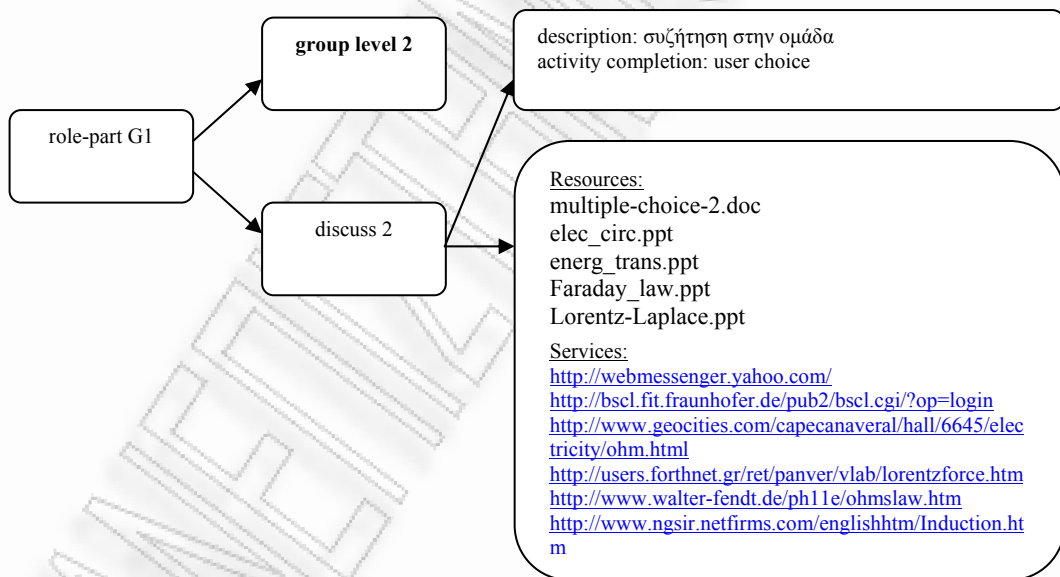 group level 2
description: συζήτηση στην ομάδα
activity completion: user choice
role-part G1
discuss 2
Resources:
multiple-choice-2.doc
elec_circ.ppt
energ_trans.ppt
Faraday_law.ppt
Lorentz-Laplace.ppt
Services:
http://webmessenger.yahoo.com/
http://bscl.fit.fraunhofer.de/pub2/bscl.cgi/?op=login
http://www.geocities.com/capecanaveral/hall/6645/elec
tricity/ohm.html
http://users.forthnet.gr/ret/panver/vlab/lorentzforce.htm
http://www.walter-fendt.de/ph11e/ohmslaw.htm
http://www.ngsir.netfirms.com/englishhtm/Induction.ht
m